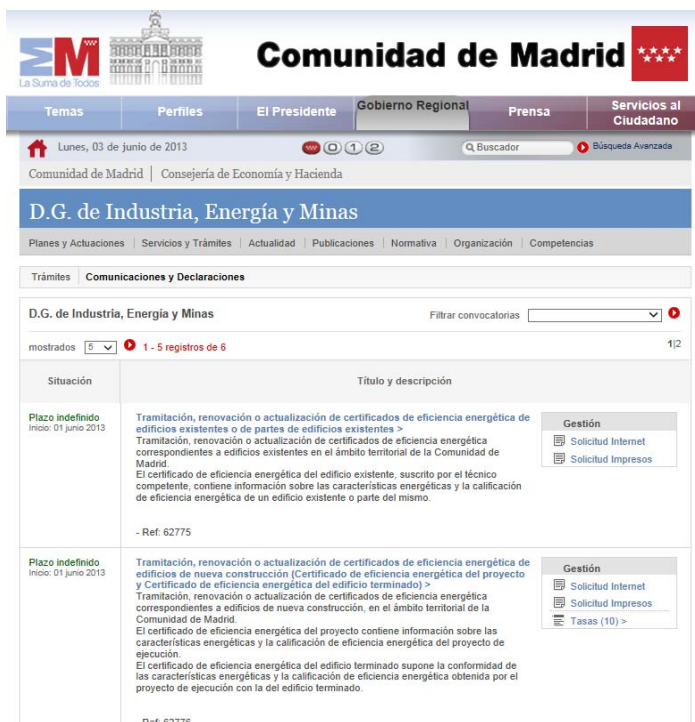 La Suma de Todos
Comunidad de Madrid
Temas
Perfiles
El Presidente
Gobierno Regional
Prensa
Servicios al
Ciudadano
Lunes, 03 de junio de 2013
012
Buscador
Búsqueda Avanzada
Comunidad de Madrid | Consejería de Economía y Hacienda
D.G. de Industria, Energía y Minas
Planes y Actuaciones | Servicios y Trámites | Actualidad | Publicaciones | Normativa | Organización | Competencias
Trámites | Comunicaciones y Declaraciones
D.G. de Industria, Energía y Minas
Filtrar convocatorias
mostrados 5 1 - 5 registros de 6
1|2
Situación
Título y descripción
Plazo indefinido
Inicio: 01 junio 2013
Tramitación, renovación o actualización de certificados de eficiencia energética de
edificios existentes o de partes de edificios existentes >
Tramitación, renovación o actualización de certificados de eficiencia energética
correspondientes a edificios existentes en el ámbito territorial de la Comunidad de
Madrid.
El certificado de eficiencia energética del edificio existente, suscrito por el técnico
competente, contiene información sobre las características energéticas y la calificación
de eficiencia energética de un edificio existente o parte del mismo.
- Ref: 62775
Gestión
Solicitud Internet
Solicitud Impresos
Plazo indefinido
Inicio: 01 junio 2013
Tramitación, renovación o actualización de certificados de eficiencia energética de
edificios de nueva construcción (Certificado de eficiencia energética del proyecto
y Certificado de eficiencia energética del edificio terminado) >
Tramitación, renovación o actualización de certificados de eficiencia energética
correspondientes a edificios de nueva construcción, en el ámbito territorial de la
Comunidad de Madrid.
El certificado de eficiencia energética del proyecto contiene información sobre las
características energéticas y la calificación de eficiencia energética del proyecto de
ejecución.
El certificado de eficiencia energética del edificio terminado supone la conformidad de
las características energéticas y la calificación de eficiencia energética obtenida por el
proyecto de ejecución con la del edificio terminado.
- Ref: 62776
Gestión
Solicitud Internet
Solicitud Impresos
Tasas (10) >